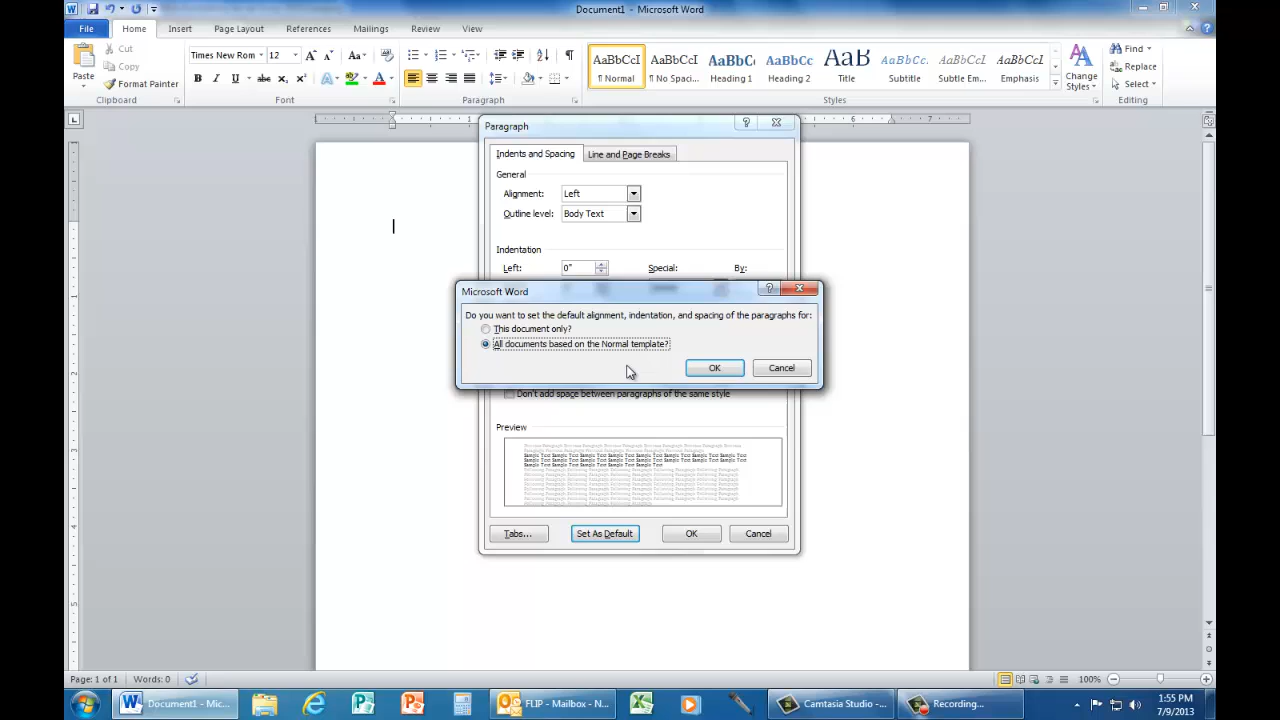 Document1 - Microsoft Word
File Home Insert Page Layout References Mailings Review View
Paste
Cut
Copy
Format Painter
Clipboard
Times New Rom 12
Font
Paragraph
AaBbCcI AaBbCcI AaBbC AaBbCc AaB AaBbCc. AaBbCcI AaBbCcI
¶ Normal ¶ No Spaci... Heading 1 Heading 2 Title Subtitle Subtle Em... Emphasis
Styles
Change Styles
Find
Replace
Select
Editing
1 6 7
Paragraph
Indents and Spacing Line and Page Breaks
General
Alignment: Left
Outline level: Body Text
Indentation
Left: 0" Special: By:
Microsoft Word
Do you want to set the default alignment, indentation, and spacing of the paragraphs for:
This document only?
All documents based on the Normal template?
OK Cancel
Don't add space between paragraphs of the same style
Preview
Tabs... Set As Default OK Cancel
1
3
4
5
Page: 1 of 1 Words: 0
100%
Document1 - Mic...
FLIP - Mailbox - N...
Camtasia Studio -...
Recording...
1:55 PM
7/9/2013